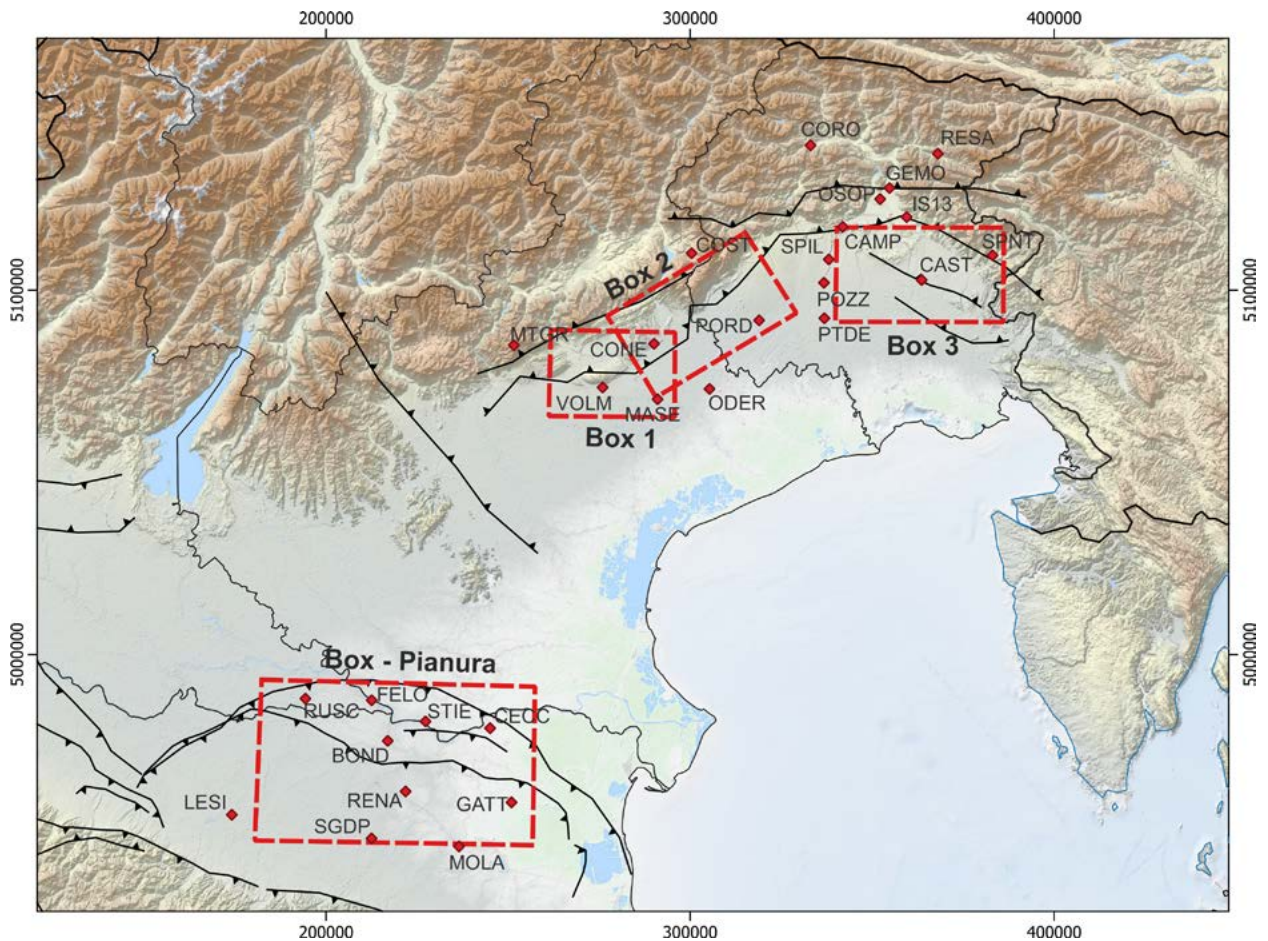 200000
300000
400000
CORO
RESA
GEMO
OSOP
IS13
COST
SPIL
CAMP
SPNT
Box 2
CAST
5100000
5100000
POZZ
PORD
PTDE
MTGR
CONE
Box 3
VOLM
MASE
ODER
Box 1
5000000
5000000
Box - Pianura
FELO
RUSC
STIE
CECC
BOND
LESI
RENA
GATT
SGDP
MOLA
200000
300000
400000